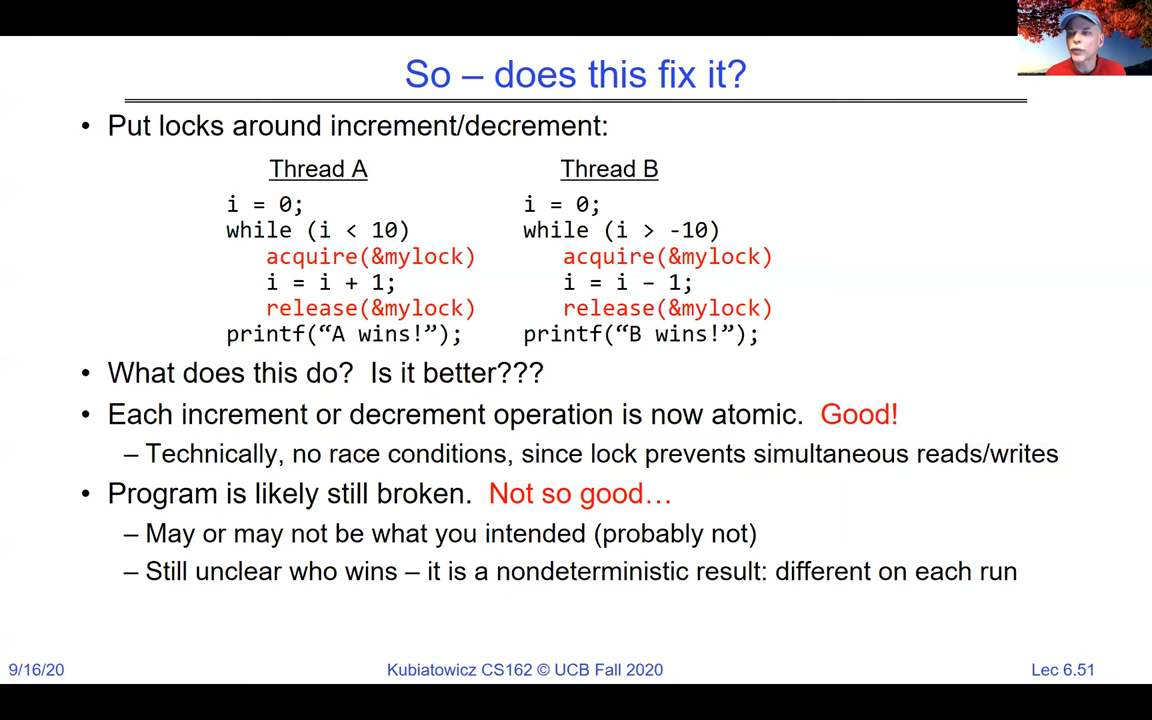 So – does this fix it?
• Put locks around increment/decrement:
Thread A
i = 0;
while (i < 10)
acquire(&mylock)
i = i + 1;
release(&mylock)
printf(“A wins!”);
Thread B
i = 0;
while (i > -10)
acquire(&mylock)
i = i – 1;
release(&mylock)
printf(“B wins!”);
• What does this do? Is it better???
• Each increment or decrement operation is now atomic. Good!
– Technically, no race conditions, since lock prevents simultaneous reads/writes
• Program is likely still broken. Not so good…
– May or may not be what you intended (probably not)
– Still unclear who wins – it is a nondeterministic result: different on each run
9/16/20
Kubiatowicz CS162 © UCB Fall 2020
Lec 6.51